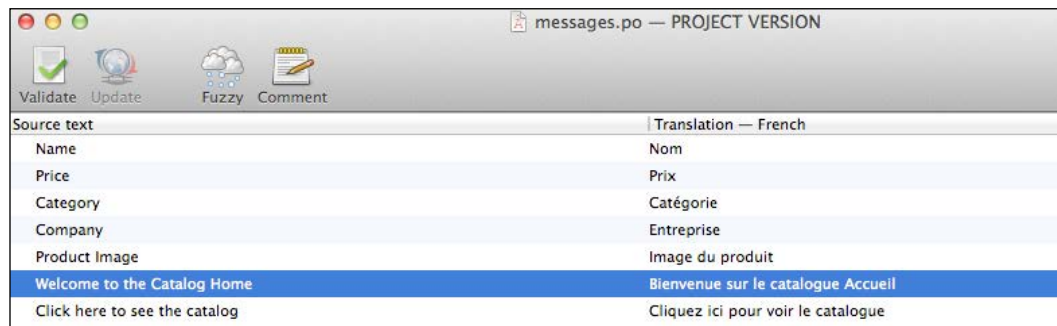 messages.po — PROJECT VERSION
Validate Update Fuzzy Comment
Source text Translation — French
Name Nom
Price Prix
Category Catégorie
Company Entreprise
Product Image Image du produit
Welcome to the Catalog Home Bienvenue sur le catalogue Accueil
Click here to see the catalog Cliquez ici pour voir le catalogue